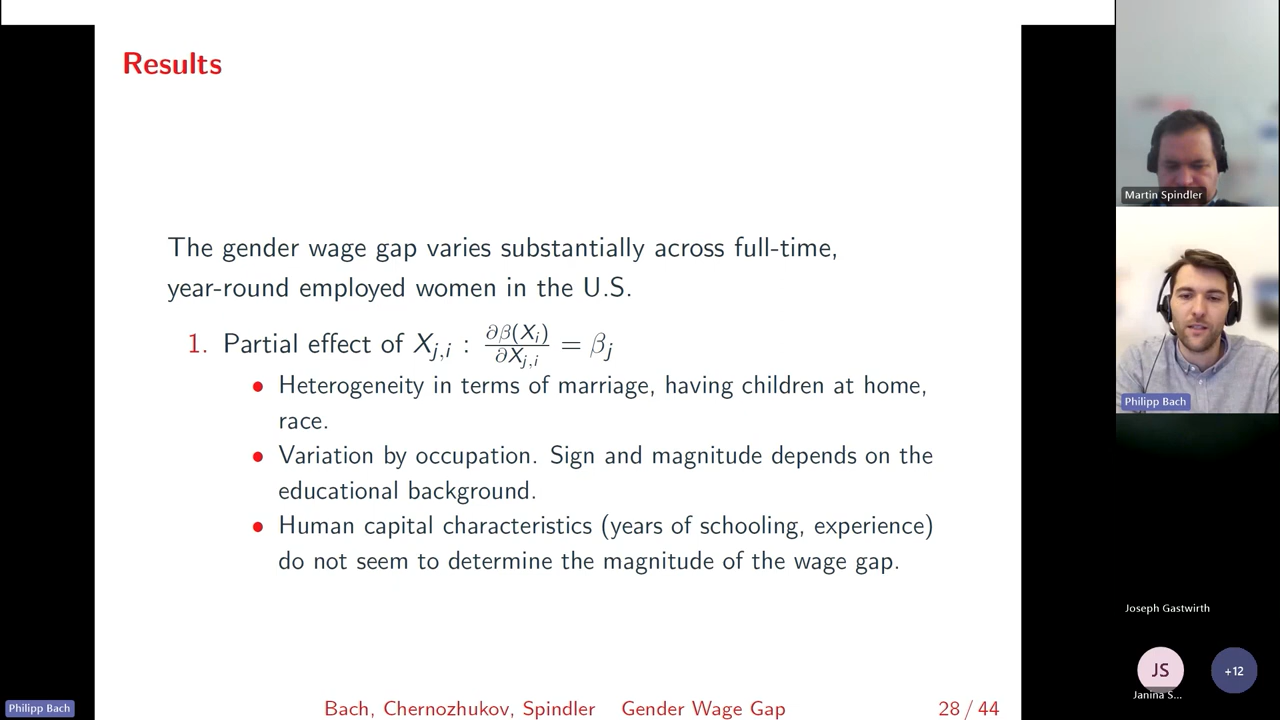 Results
The gender wage gap varies substantially across full-time,
year-round employed women in the U.S.
1. Partial effect of X_{j,i} : ∂β(X_i)/∂X_{j,i} = β_j
• Heterogeneity in terms of marriage, having children at home,
race.
• Variation by occupation. Sign and magnitude depends on the
educational background.
• Human capital characteristics (years of schooling, experience)
do not seem to determine the magnitude of the wage gap.
Bach, Chernozhukov, Spindler Gender Wage Gap 28 / 44
Philipp Bach
Martin Spindler
Philipp Bach
Joseph Gastwirth
JS
+12
Janina S...